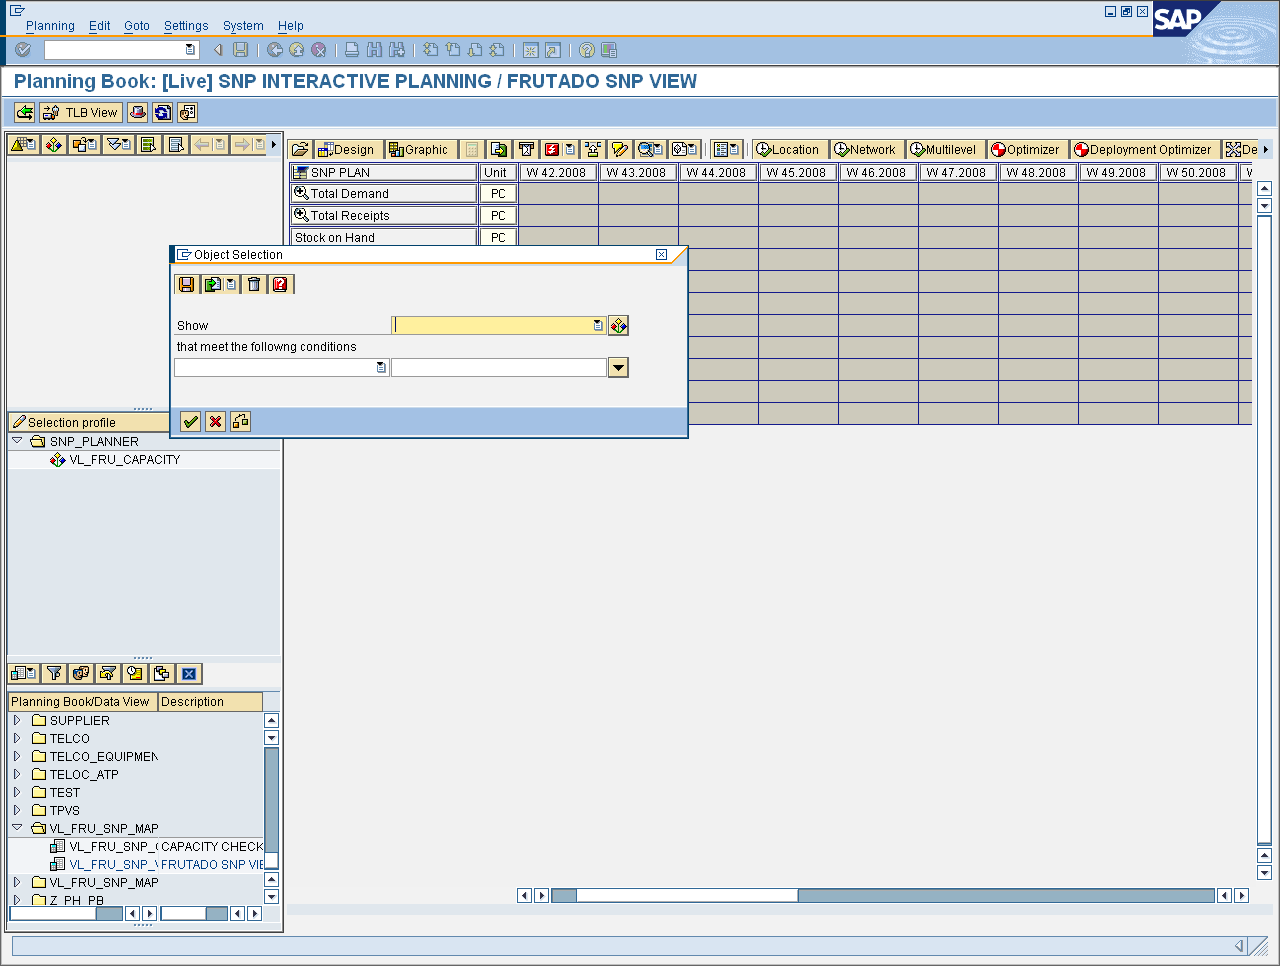 Planning Edit Goto Settings System Help
SAP
Planning Book: [Live] SNP INTERACTIVE PLANNING / FRUTADO SNP VIEW
TLB View
Design Graphic Location Network Multilevel Optimizer Deployment Optimizer De
SNP PLAN Unit W 42.2008 W 43.2008 W 44.2008 W 45.2008 W 46.2008 W 47.2008 W 48.2008 W 49.2008 W 50.2008
Total Demand PC
Total Receipts PC
Stock on Hand PC
Object Selection
Show
that meet the followng conditions
Selection profile
SNP_PLANNER
VL_FRU_CAPACITY
Planning Book/Data View Description
SUPPLIER
TELCO
TELCO_EQUIPMEN
TELOC_ATP
TEST
TPVS
VL_FRU_SNP_MAP
VL_FRU_SNP_( CAPACITY CHECK
VL_FRU_SNP_\ FRUTADO SNP VIE
VL_FRU_SNP_MAP
Z_PH_PB